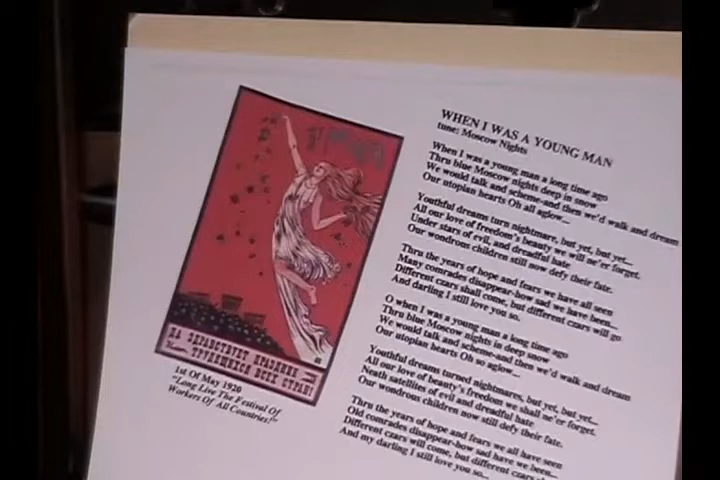 WHEN I WAS A YOUNG MAN
tune: Moscow Nights
When I was a young man a long time ago
Thru blue Moscow nights deep in snow
We would talk and scheme-and then we'd walk and dream
Our utopian hearts Oh all aglow...
Youthful dreams turn nightmare, but yet, but yet...
All our love of freedom's beauty we will ne'er forget.
Under stars of evil, and dreadful hate
Our wondrous children still now defy their fate.
Thru the years of hope and fears we have all seen
Many comrades disappear-how sad we have been...
Different czars shall come, but different czars will go
And darling I still love you so.
O when I was a young man a long time ago
Thru blue Moscow nights deep in snow
We would talk and scheme-and then we'd walk and dream
Our utopian hearts Oh so aglow...
Youthful dreams turned nightmares, but yet, but yet...
All our love of beauty's freedom we shall ne'er forget.
Neath satellites of evil and dreadful hate
Our wondrous children now still defy their fate.
Thru the years of hope and fears we all have seen
Old comrades disappear-how sad have we been...
Different czars will come, but different czars
And my darling I still love you so...
ДА ЗДРАВСТВУЕТ ПРАЗДНИК
ТРУДЯЩИХСЯ ВСЕХ СТРАН!
1st Of May 1920
"Long Live The Festival Of
Workers Of All Countries!"